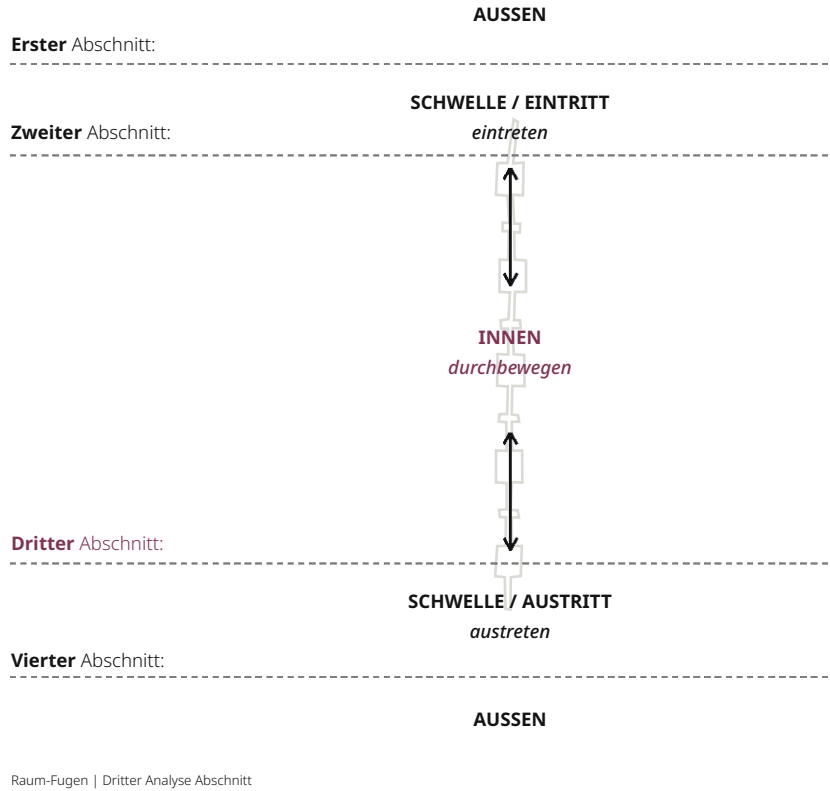 AUSSEN
Erster Abschnitt:
SCHWELLE / EINTRITT
Zweiter Abschnitt:
eintreten
INNEN
durchbewegen
Dritter Abschnitt:
SCHWELLE / AUSTRITT
austreten
Vierter Abschnitt:
AUSSEN
Raum-Fugen | Dritter Analyse Abschnitt